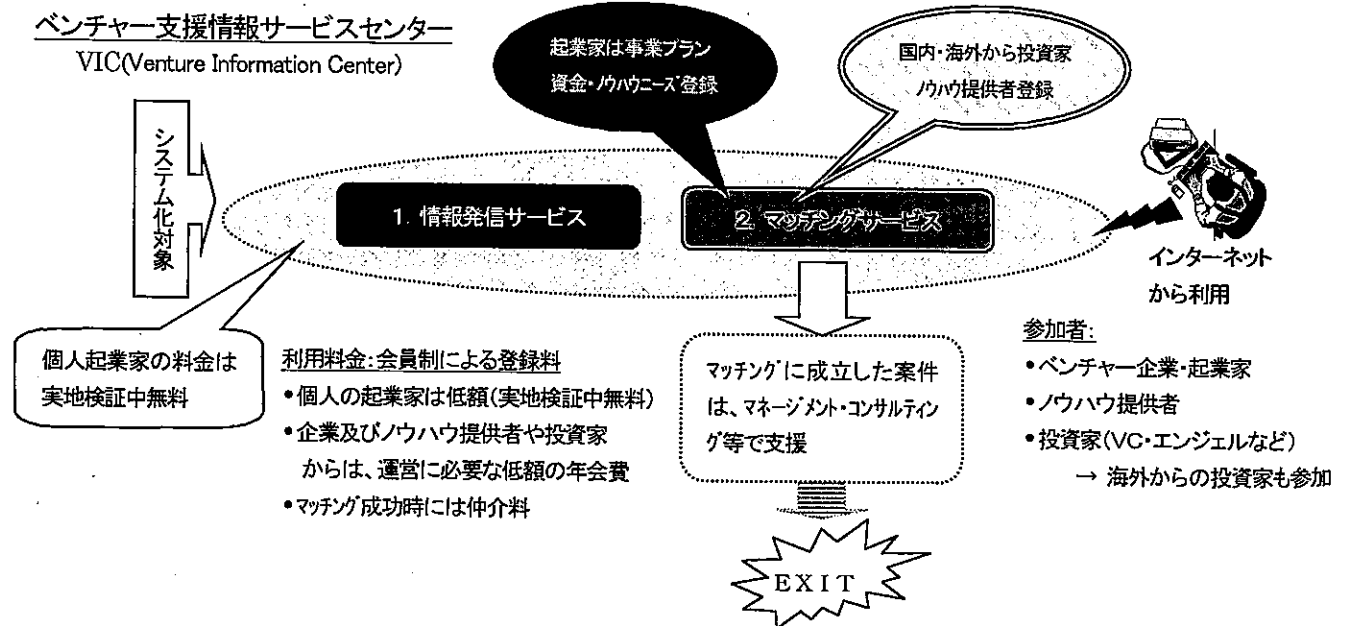 ベンチャー支援情報サービスセンター
VIC(Venture Information Center)
起業家は事業プラン
資金・ノウハウニーズ登録
国内・海外から投資家
ノウハウ提供者登録
システム化対象
1. 情報発信サービス
2. マッチングサービス
インターネット
から利用
個人起業家の料金は
実地検証中無料
利用料金:会員制による登録料
•個人の起業家は低額(実地検証中無料)
•企業及びノウハウ提供者や投資家
からは、運営に必要な低額の年会費
•マッチング成功時には仲介料
マッチングに成立した案件
は、マネージメント・コンサルティン
グ等で支援
EXIT
参加者:
•ベンチャー企業・起業家
•ノウハウ提供者
•投資家(VC・エンジェルなど)
→ 海外からの投資家も参加